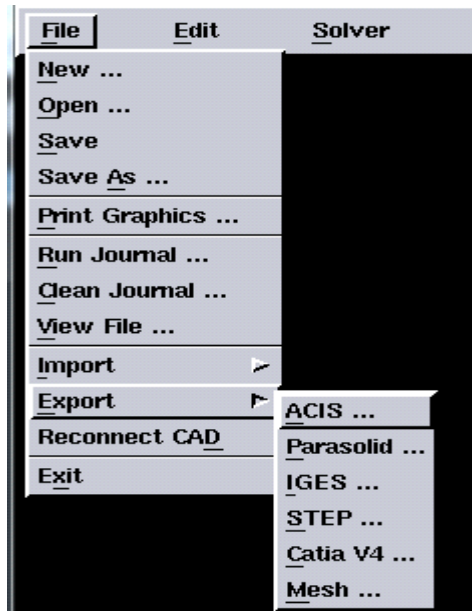 File Edit Solver
New ...
Open ...
Save
Save As ...
Print Graphics ...
Run Journal ...
Clean Journal ...
View File ...
Import
Export
Reconnect CAD
Exit
ACIS ...
Parasolid ...
IGES ...
STEP ...
Catia V4 ...
Mesh ...